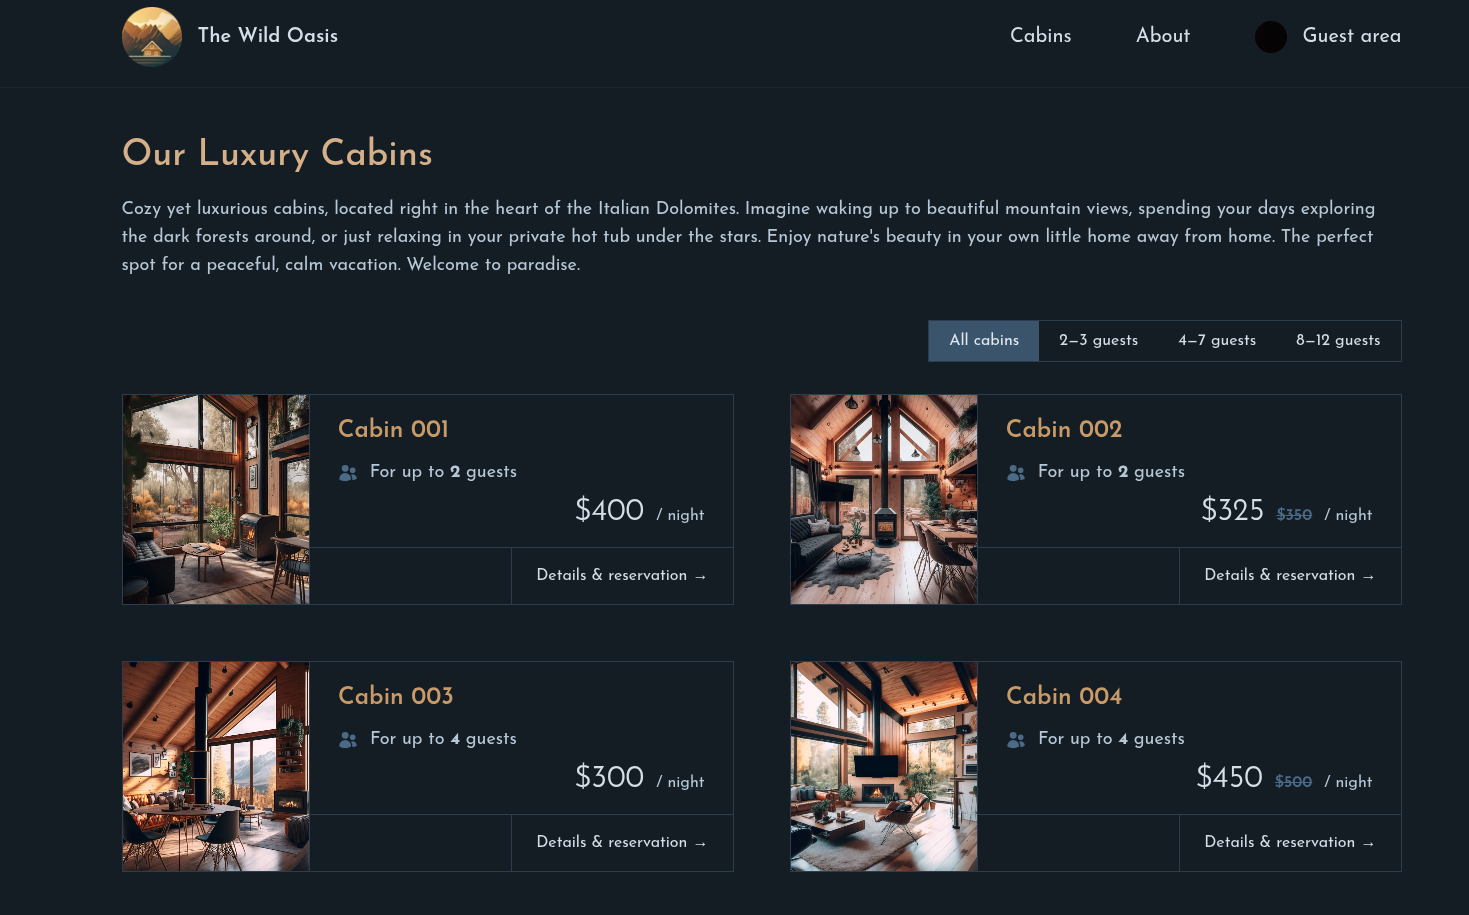 The Wild Oasis
Cabins
About
Guest area
Our Luxury Cabins
Cozy yet luxurious cabins, located right in the heart of the Italian Dolomites. Imagine waking up to beautiful mountain views, spending your days exploring
the dark forests around, or just relaxing in your private hot tub under the stars. Enjoy nature's beauty in your own little home away from home. The perfect
spot for a peaceful, calm vacation. Welcome to paradise.
All cabins
2–3 guests
4–7 guests
8–12 guests
Cabin 001
For up to 2 guests
$400 / night
Details & reservation →
Cabin 002
For up to 2 guests
$325 $350 / night
Details & reservation →
Cabin 003
For up to 4 guests
$300 / night
Details & reservation →
Cabin 004
For up to 4 guests
$450 $500 / night
Details & reservation →